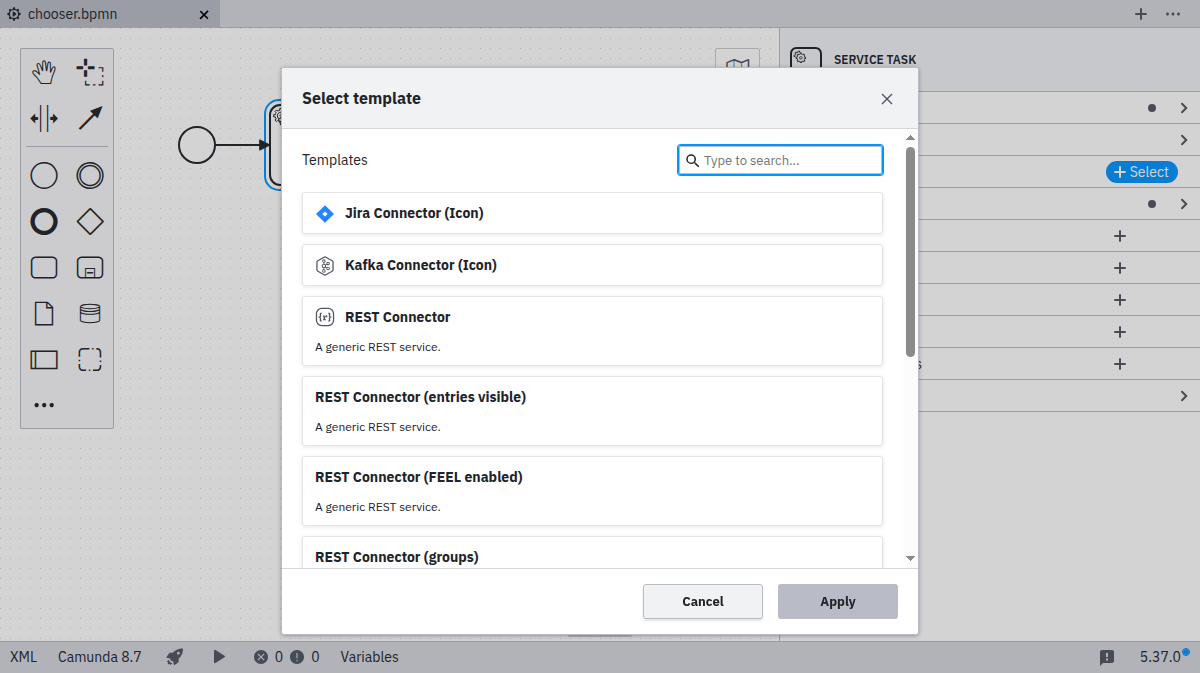 chooser.bpmn
SERVICE TASK
Select template
Templates
Type to search...
Select
Jira Connector (Icon)
Kafka Connector (Icon)
REST Connector
A generic REST service.
REST Connector (entries visible)
A generic REST service.
REST Connector (FEEL enabled)
A generic REST service.
REST Connector (groups)
Cancel
Apply
XML
Camunda 8.7
0
0
Variables
5.37.0